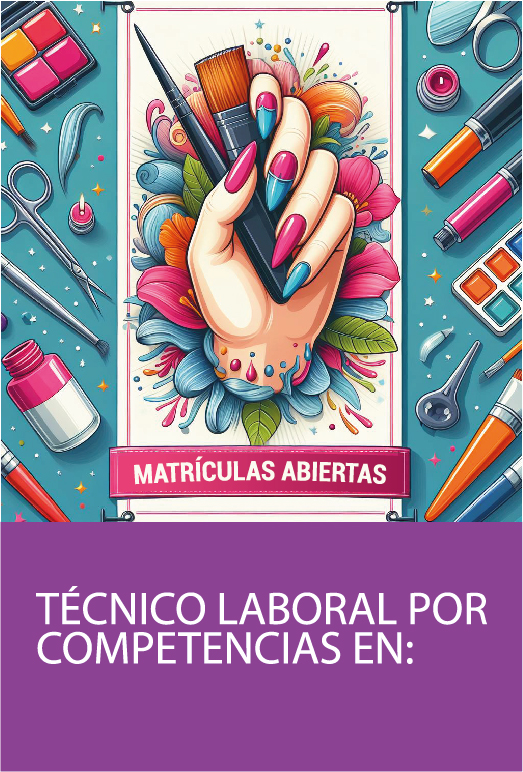 MATRÍCULAS ABIERTAS
TÉCNICO LABORAL POR
COMPETENCIAS EN: